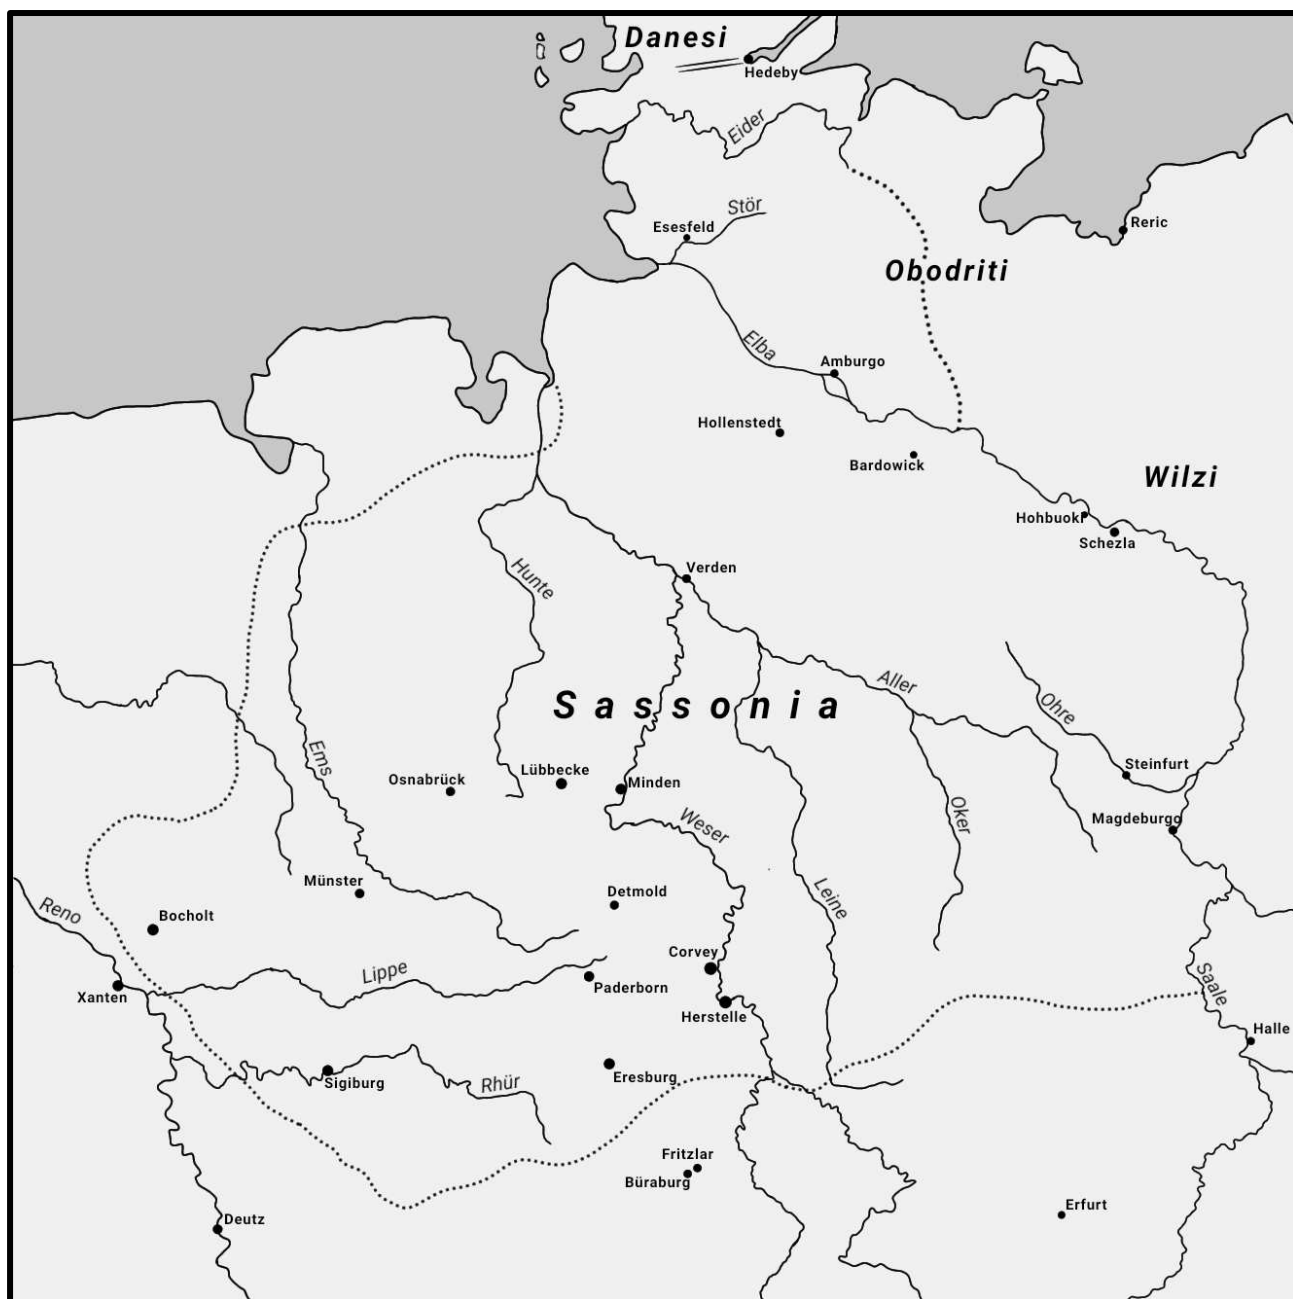 Danesi
Hedeby
Eider
Stör
Esesfeld
Reric
Obodriti
Elba
Amburgo
Hollenstedt
Bardowick
Wilzi
Hohbuoki
Schezla
Verden
Hunte
Aller
Sassonia
Ohre
Ems
Osnabrück
Lübbecke
Minden
Steinfurt
Oker
Weser
Magdeburgo
Münster
Detmold
Leine
Reno
Bocholt
Corvey
Lippe
Paderborn
Saale
Xanten
Herstelle
Halle
Sigiburg
Rhür
Eresburg
Fritzlar
Büraburg
Erfurt
Deutz